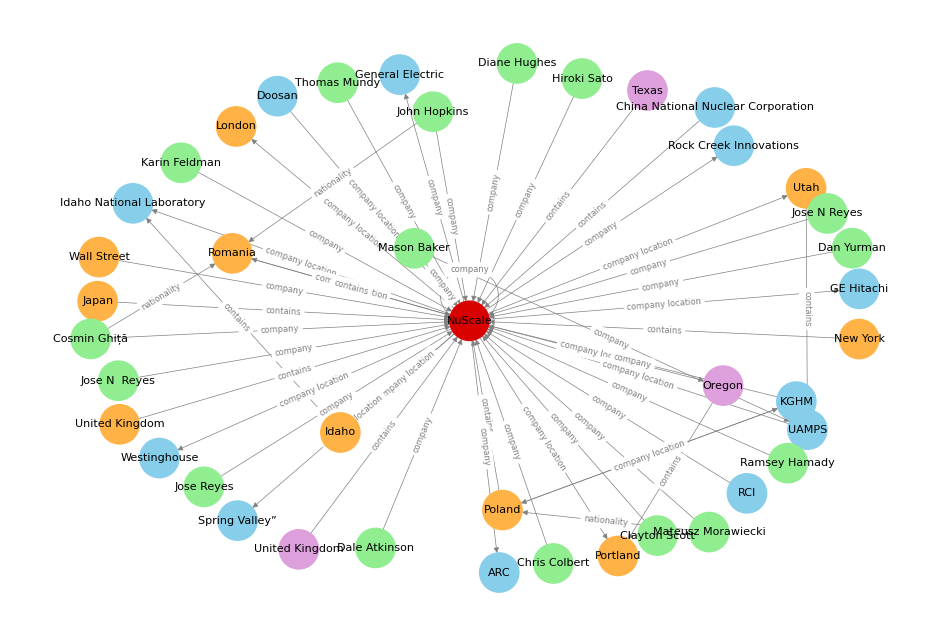 Diane Hughes
General Electric
Hiroki Sato
Thomas Mundy
Texas
Doosan
China National Nuclear Corporation
John Hopkins
London
Rock Creek Innovations
Karin Feldman
nationality
company
company
company
company
company
Utah
Idaho National Laboratory
company location
contains
contains
Jose N Reyes
company location
company
company
Mason Baker
Dan Yurman
Romania
company location
Wall Street
company location
company
company
company
contains
company
GE Hitachi
Japan
nationality
company
company location
contains
contains
contains
NuScale
Cosmin Ghiță
company
contains
New York
company
company location
company
Jose N  Reyes
company
contains
company location
Oregon
company location
company
KGHM
United Kingdom
company
location
contains
company
contains
company
company
company location
company
company
company
UAMPS
Idaho
Westinghouse
company location
contains
Ramsey Hamady
Jose Reyes
RCI
Poland
Spring Valley”
nationality
Mateusz Morawiecki
Clayton Scott
United Kingdom
Dale Atkinson
Portland
Chris Colbert
ARC